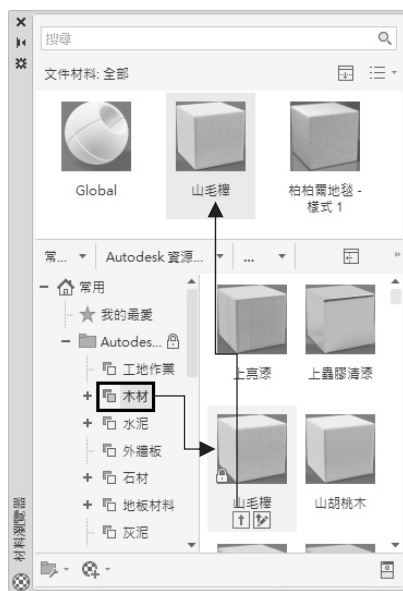 搜尋
文件材料: 全部
Global
山毛櫸
柏柏爾地毯 -
樣式 1
常...
Autodesk 資源...
...
»
常用
我的最愛
Autodes...
工地作業
木材
水泥
外牆板
石材
地板材料
灰泥
上亮漆
上蟲膠清漆
山毛櫸
山胡桃木
材料瀏覽器